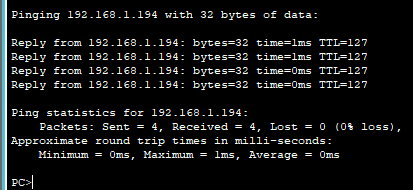 Pinging 192.168.1.194 with 32 bytes of data:
Reply from 192.168.1.194: bytes=32 time=1ms TTL=127
Reply from 192.168.1.194: bytes=32 time=1ms TTL=127
Reply from 192.168.1.194: bytes=32 time=0ms TTL=127
Reply from 192.168.1.194: bytes=32 time=0ms TTL=127
Ping statistics for 192.168.1.194:
Packets: Sent = 4, Received = 4, Lost = 0 (0% loss),
Approximate round trip times in milli-seconds:
Minimum = 0ms, Maximum = 1ms, Average = 0ms
PC>